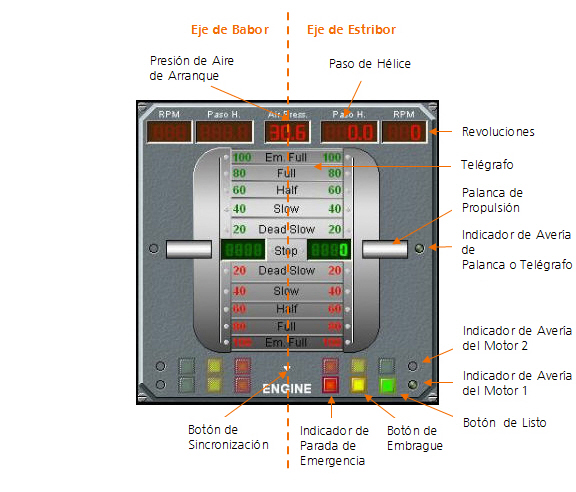 Eje de Babor Eje de Estribor
Presión de Aire
de Arranque
Paso de Hélice
RPM Paso H. Air Press. Paso H. RPM
30.6 0.0 0
Revoluciones
100 Em. Full 100
80 Full 80
Telégrafo
60 Half 60
40 Slow 40
20 Dead Slow 20
Palanca de
Propulsión
Stop 0
Indicador de Avería
de
Palanca o Telégrafo
20 Dead Slow 20
40 Slow 40
60 Half 60
80 Full 80
100 Em. Full 100
Indicador de Avería
del Motor 2
Indicador de Avería
del Motor 1
ENGINE
Botón de
Sincronización
Indicador de
Parada de
Emergencia
Botón de
Embrague
Botón de Listo